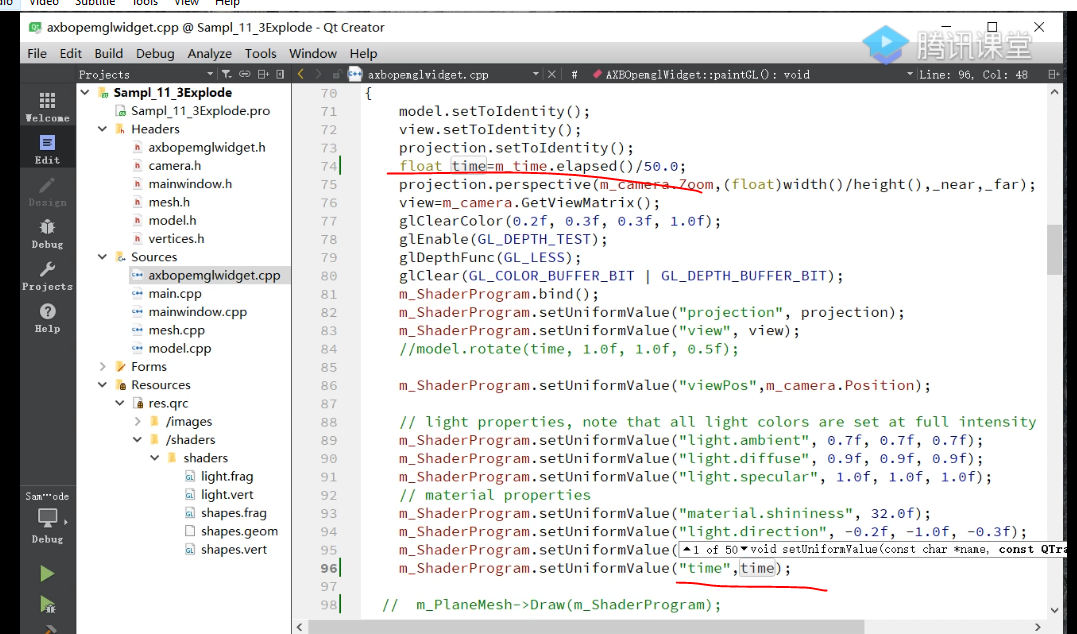 dio Video Subtitle Tools View Help
axbopemglwidget.cpp @ Sampl_11_3Explode - Qt Creator
腾讯课堂
File Edit Build Debug Analyze Tools Window Help
Projects
axbopenglwidget.cpp
# AXBOpenglWidget::paintGL(): void
Line: 96, Col: 48
Welcome
Edit
Design
Debug
Projects
Help
Sam···ode
Debug
Sampl_11_3Explode
Sampl_11_3Explode.pro
Headers
axbopemglwidget.h
camera.h
mainwindow.h
mesh.h
model.h
vertices.h
Sources
axbopemglwidget.cpp
main.cpp
mainwindow.cpp
mesh.cpp
model.cpp
Forms
Resources
res.qrc
/images
/shaders
shaders
light.frag
light.vert
shapes.frag
shapes.geom
shapes.vert
70 {
71 model.setToIdentity();
72 view.setToIdentity();
73 projection.setToIdentity();
74 float time=m_time.elapsed()/50.0;
75 projection.perspective(m_camera.Zoom,(float)width()/height(),_near,_far);
76 view=m_camera.GetViewMatrix();
77 glClearColor(0.2f, 0.3f, 0.3f, 1.0f);
78 glEnable(GL_DEPTH_TEST);
79 glDepthFunc(GL_LESS);
80 glClear(GL_COLOR_BUFFER_BIT | GL_DEPTH_BUFFER_BIT);
81 m_ShaderProgram.bind();
82 m_ShaderProgram.setUniformValue("projection", projection);
83 m_ShaderProgram.setUniformValue("view", view);
84 //model.rotate(time, 1.0f, 1.0f, 0.5f);
85
86 m_ShaderProgram.setUniformValue("viewPos",m_camera.Position);
87
88 // light properties, note that all light colors are set at full intensity
89 m_ShaderProgram.setUniformValue("light.ambient", 0.7f, 0.7f, 0.7f);
90 m_ShaderProgram.setUniformValue("light.diffuse", 0.9f, 0.9f, 0.9f);
91 m_ShaderProgram.setUniformValue("light.specular", 1.0f, 1.0f, 1.0f);
92 // material properties
93 m_ShaderProgram.setUniformValue("material.shininess", 32.0f);
94 m_ShaderProgram.setUniformValue("light.direction", -0.2f, -1.0f, -0.3f);
95 m_ShaderProgram.setUniformValue( 1 of 50 void setUniformValue(const char *name, const QTra
96 m_ShaderProgram.setUniformValue("time",time);
97
98 // m_PlaneMesh->Draw(m_ShaderProgram);